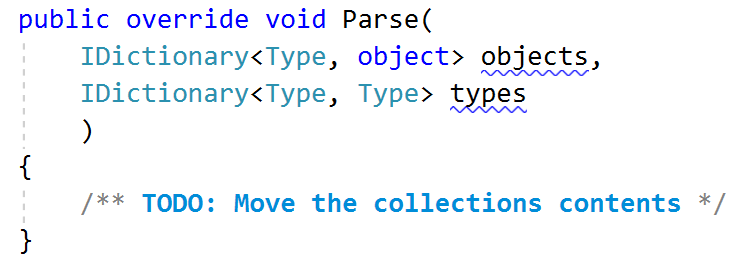 public override void Parse(
    IDictionary<Type, object> objects,
    IDictionary<Type, Type> types
    )
{
    /** TODO: Move the collections contents */
}